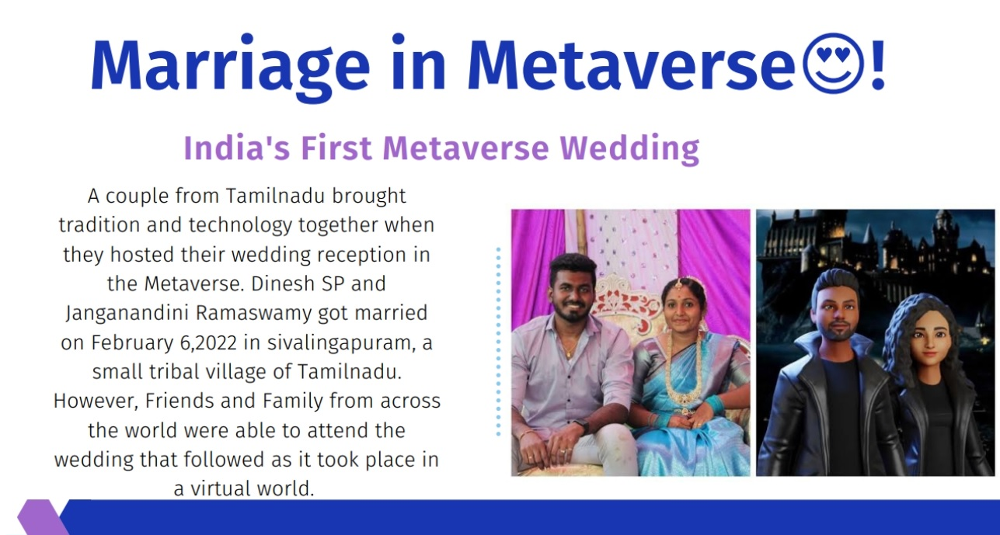 Marriage in Metaverse😍!
India's First Metaverse Wedding
A couple from Tamilnadu brought
tradition and technology together when
they hosted their wedding reception in
the Metaverse. Dinesh SP and
Janganandini Ramaswamy got married
on February 6,2022 in sivalingapuram, a
small tribal village of Tamilnadu.
However, Friends and Family from across
the world were able to attend the
wedding that followed as it took place in
a virtual world.